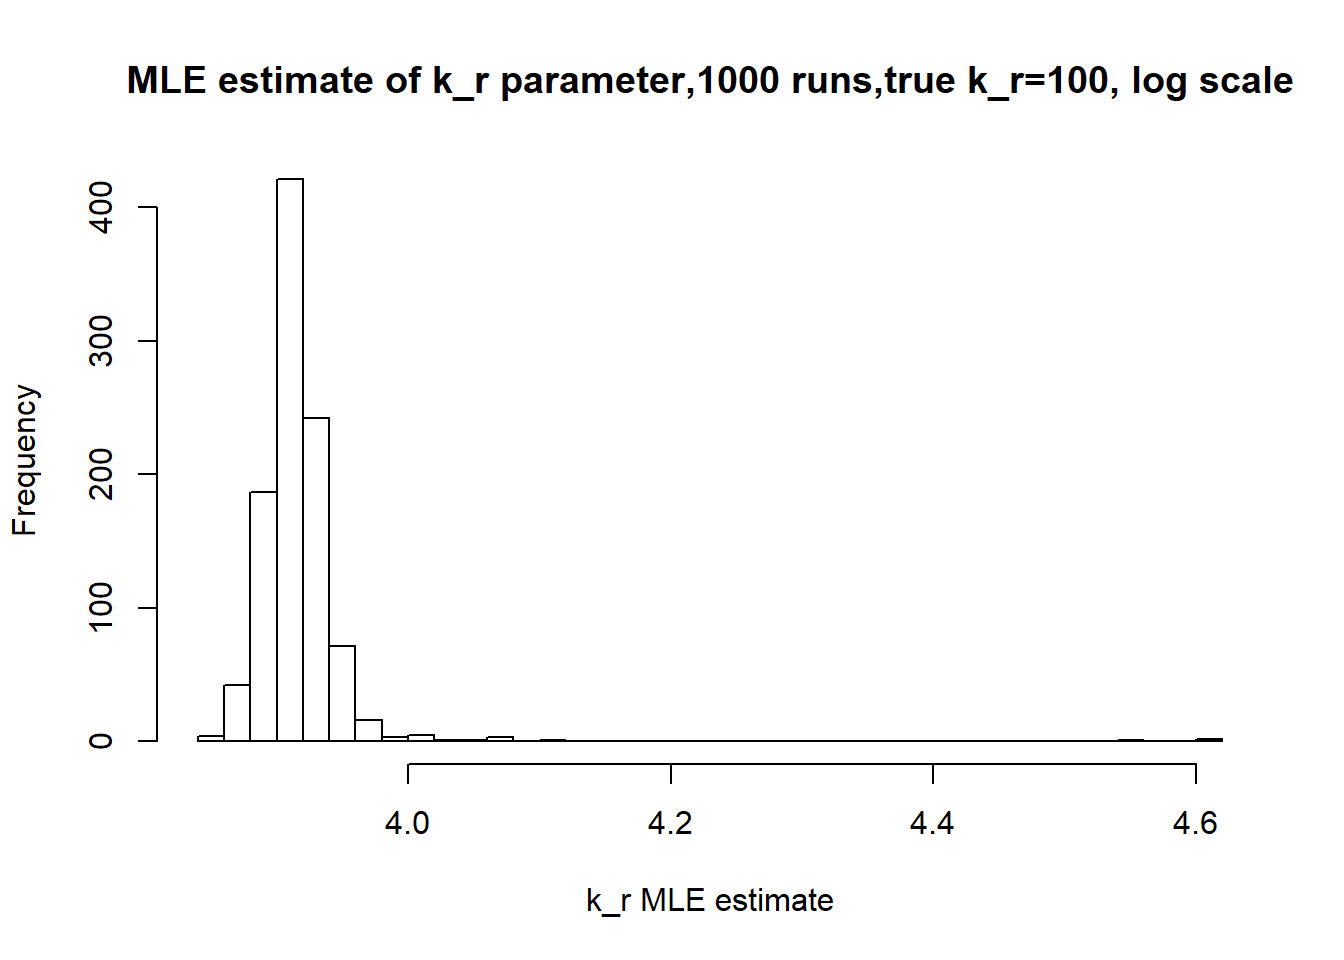 MLE estimate of k_r parameter,1000 runs,true k_r=100, log scale
400
300
200
100
0
Frequency
4.0 4.2 4.4 4.6
k_r MLE estimate